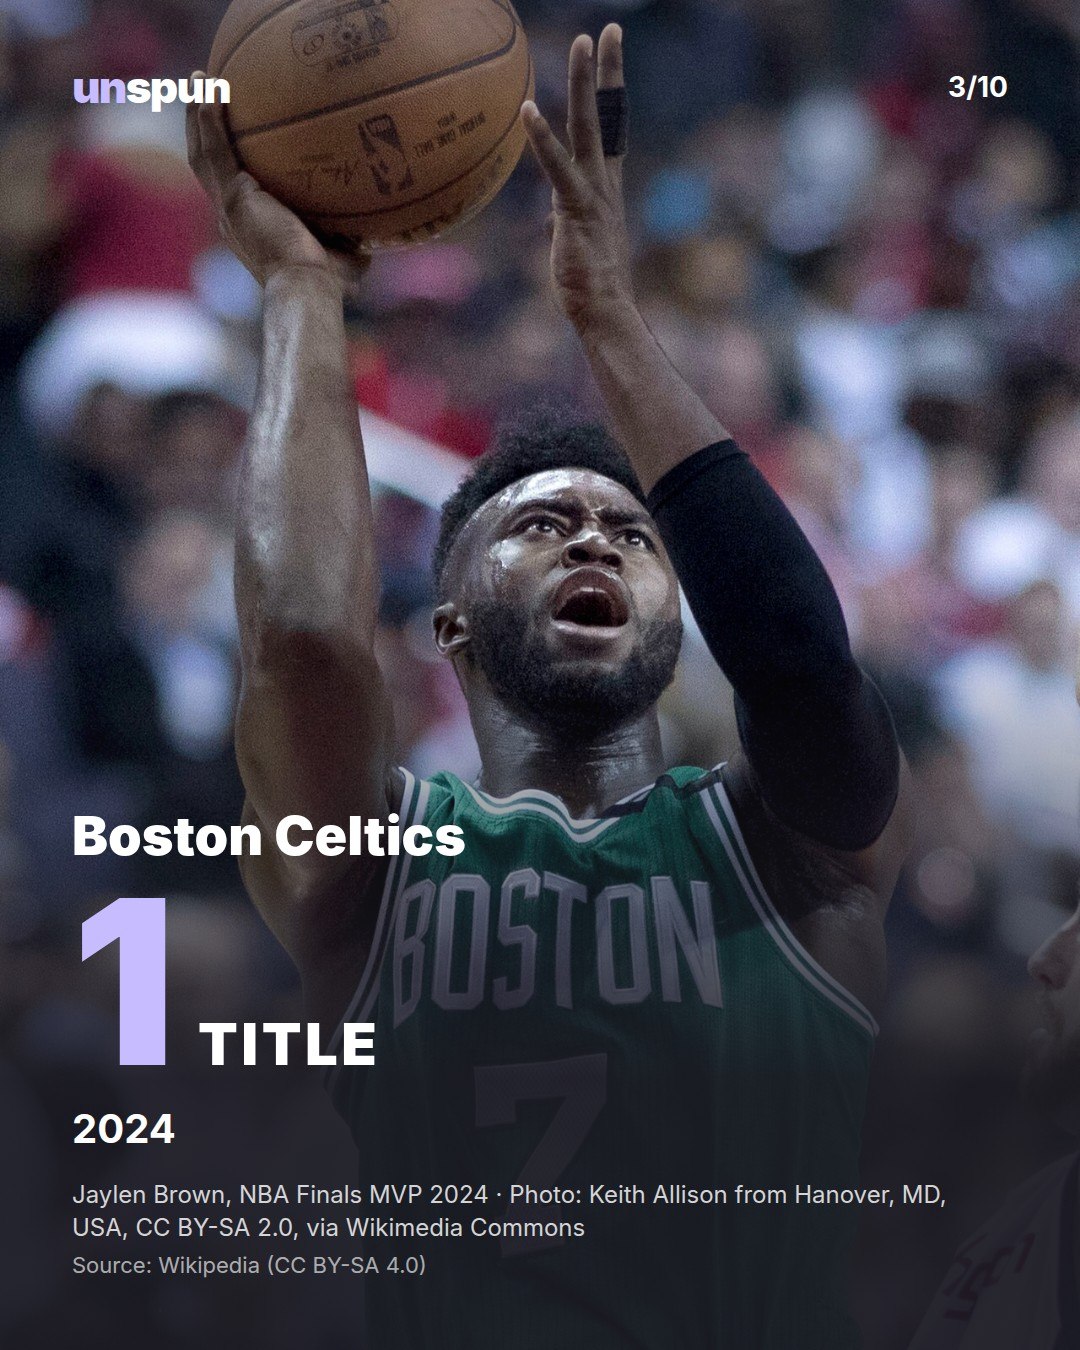 unspun
3/10
Boston Celtics
BOSTON
7
1 TITLE
2024
Jaylen Brown, NBA Finals MVP 2024 · Photo: Keith Allison from Hanover, MD,
USA, CC BY-SA 2.0, via Wikimedia Commons
Source: Wikipedia (CC BY-SA 4.0)